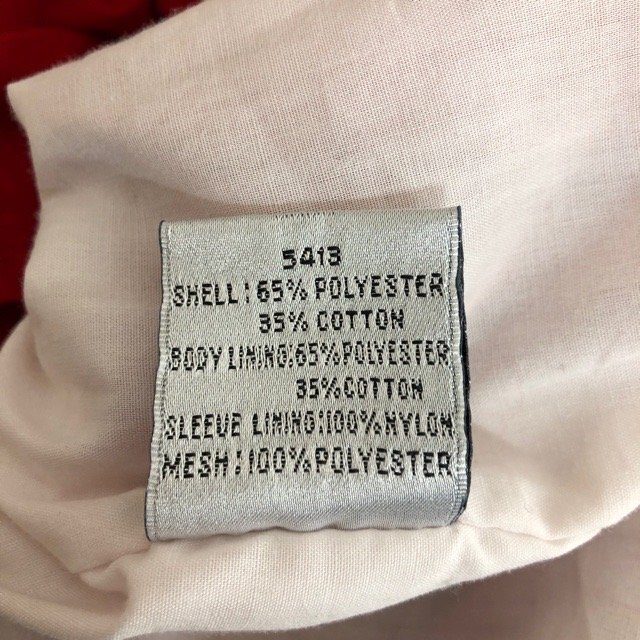 5413
SHELL:65% POLYESTER
35% COTTON
BODY LINING:65%POLYESTER
35%COTTON
SLEEVE LINING:100%NYLON
MESH:100%POLYESTER